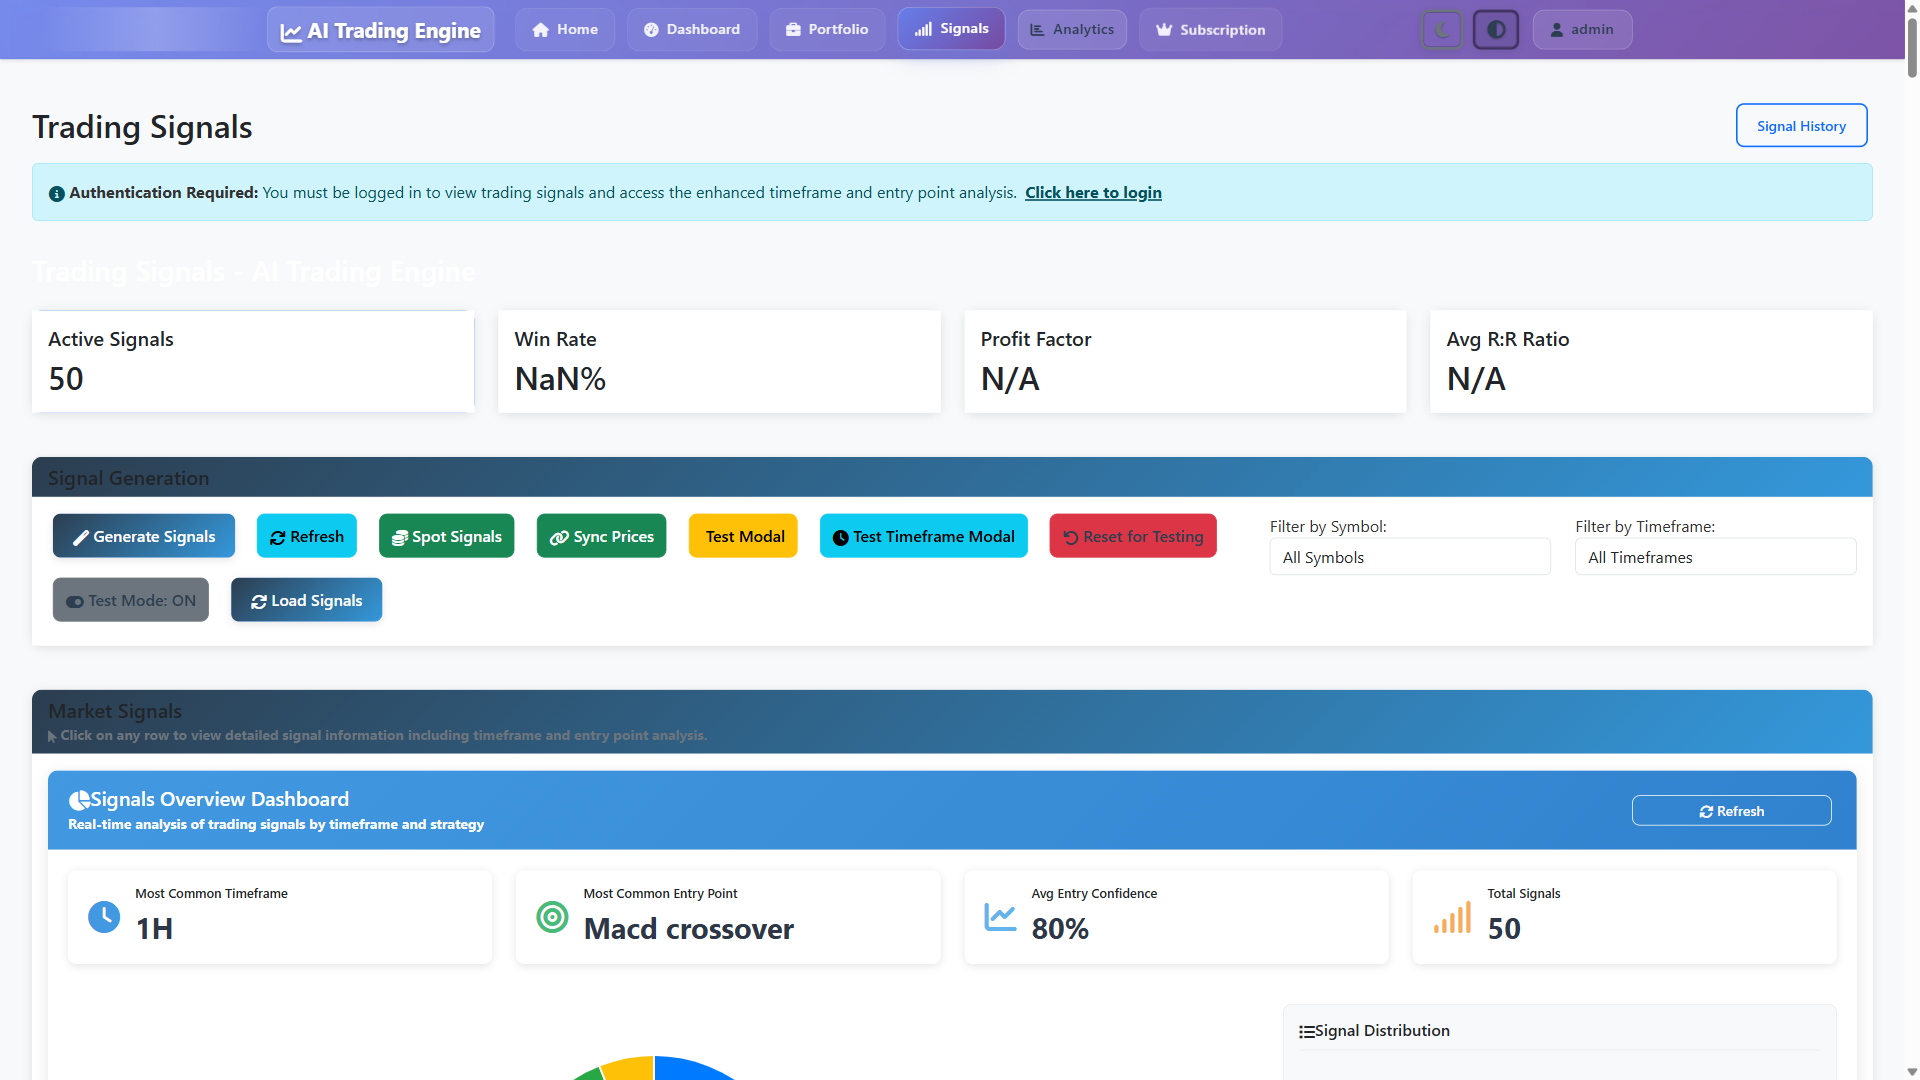 AI Trading Engine
Home
Dashboard
Portfolio
Signals
Analytics
Subscription
admin
Trading Signals
Signal History
Authentication Required: You must be logged in to view trading signals and access the enhanced timeframe and entry point analysis. Click here to login
Trading Signals - AI Trading Engine
Active Signals
50
Win Rate
NaN%
Profit Factor
N/A
Avg R:R Ratio
N/A
Signal Generation
Generate Signals
Refresh
Spot Signals
Sync Prices
Test Modal
Test Timeframe Modal
Reset for Testing
Test Mode: ON
Load Signals
Filter by Symbol:
All Symbols
Filter by Timeframe:
All Timeframes
Market Signals
Click on any row to view detailed signal information including timeframe and entry point analysis.
Signals Overview Dashboard
Real-time analysis of trading signals by timeframe and strategy
Refresh
Most Common Timeframe
1H
Most Common Entry Point
Macd crossover
Avg Entry Confidence
80%
Total Signals
50
Signal Distribution